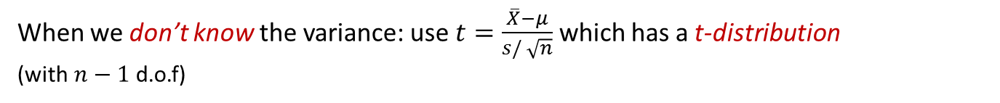 When we don't know the variance: use t = (X̄−μ)/(s/ √n) which has a t-distribution
(with n − 1 d.o.f)